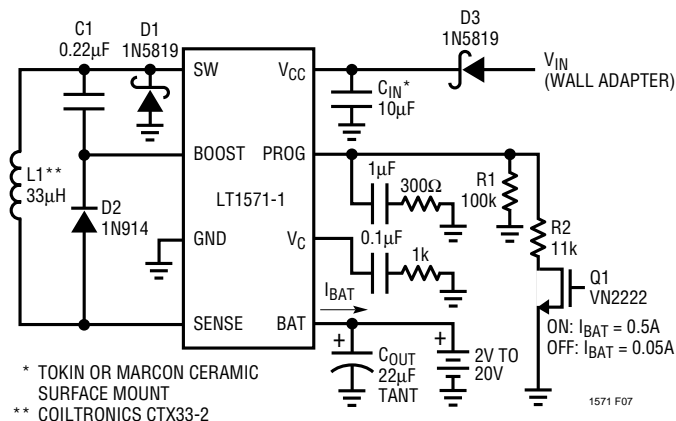 C1
0.22µF
D1
1N5819
D3
1N5819
SW
VCC
VIN
(WALL ADAPTER)
CIN*
10µF
BOOST
PROG
L1**
33µH
D2
1N914
LT1571-1
1µF
300Ω
R1
100k
R2
11k
GND
VC
0.1µF
1k
Q1
VN2222
IBAT
SENSE
BAT
ON: IBAT = 0.5A
OFF: IBAT = 0.05A
+
COUT
22µF
TANT
+
2V TO
20V
* TOKIN OR MARCON CERAMIC
SURFACE MOUNT
** COILTRONICS CTX33-2
1571 F07